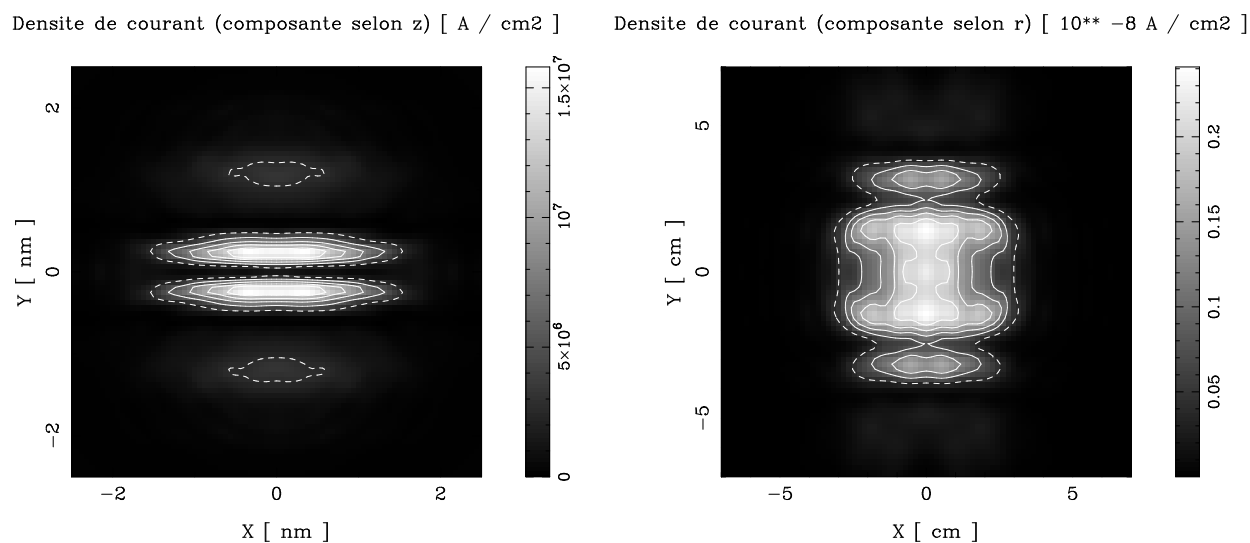 Densite de courant (composante selon z) [ A / cm2 ]
2
0
−2
Y [ nm ]
−2 0 2
X [ nm ]
1.5×10⁷
10⁷
5×10⁶
0
Densite de courant (composante selon r) [ 10** −8 A / cm2 ]
5
0
−5
Y [ cm ]
−5 0 5
X [ cm ]
0.2
0.15
0.1
0.05